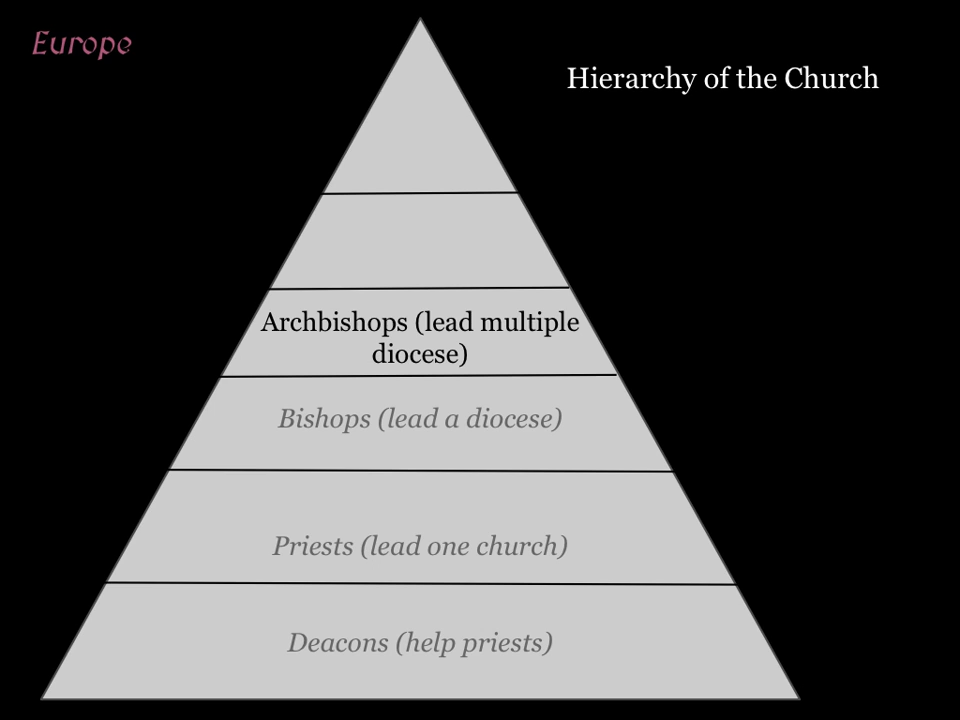 Europe
Hierarchy of the Church
Archbishops (lead multiple
diocese)
Bishops (lead a diocese)
Priests (lead one church)
Deacons (help priests)